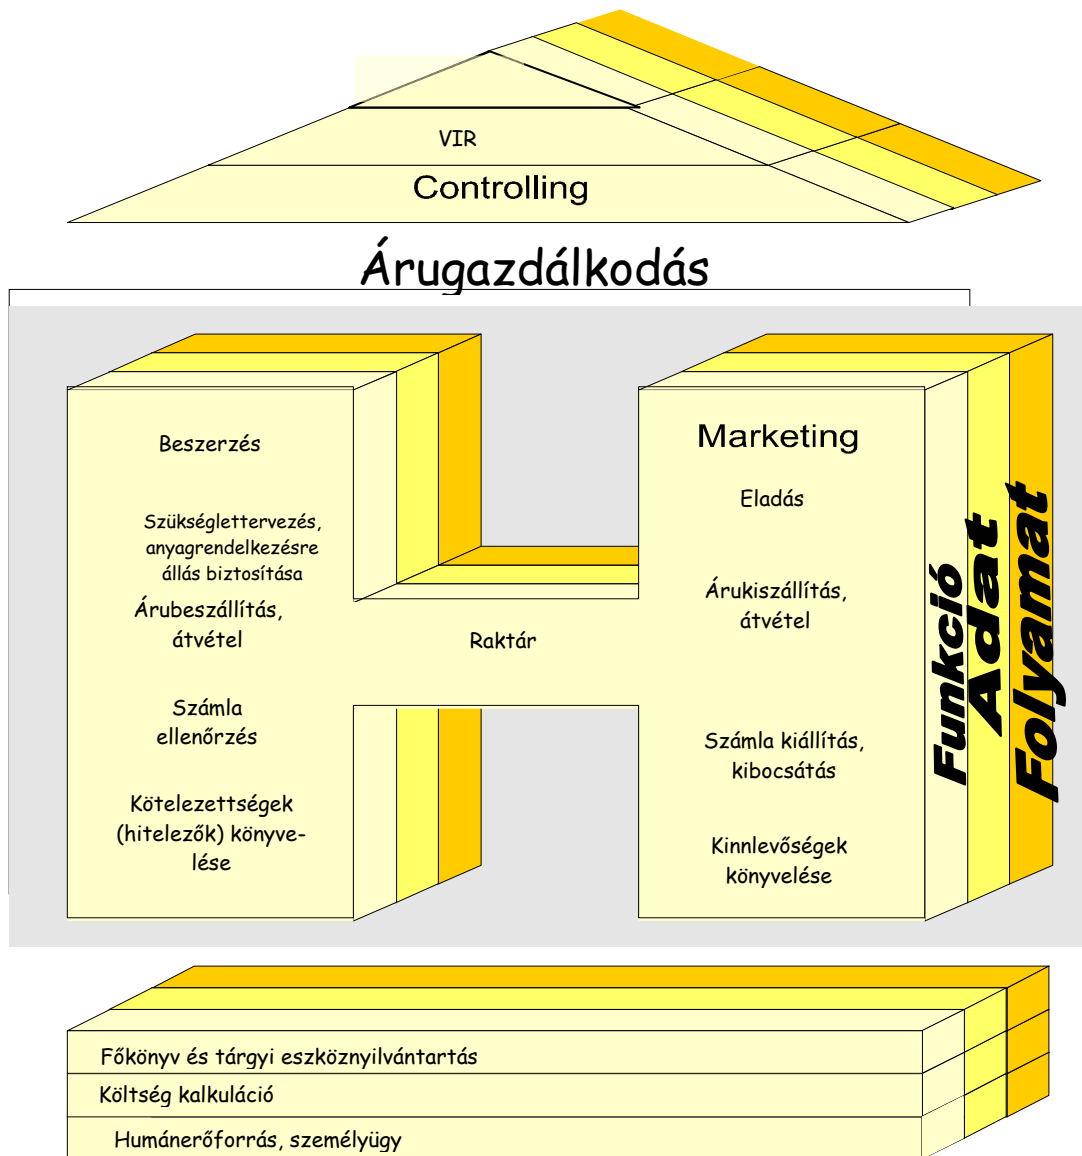 VIR
Controlling
Árugazdálkodás
Beszerzés
Szükséglettervezés,
anyagrendelkezésre
állás biztosítása
Árubeszállítás,
átvétel
Számla
ellenőrzés
Kötelezettségek
(hitelezők) könyve-
lése
Raktár
Marketing
Eladás
Árukiszállítás,
átvétel
Számla kiállítás,
kibocsátás
Kinnlevőségek
könyvelése
Funkció
Adat
Folyamat
Főkönyv és tárgyi eszköznyilvántartás
Költség kalkuláció
Humánerőforrás, személyügy